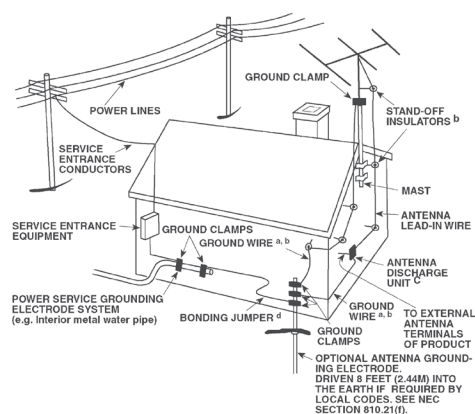 GROUND CLAMP
POWER LINES
STAND-OFF
INSULATORS b
SERVICE
ENTRANCE
CONDUCTORS
MAST
ANTENNA
LEAD-IN WIRE
SERVICE ENTRANCE
EQUIPMENT
GROUND CLAMPS
GROUND WIRE a, b
ANTENNA
DISCHARGE
UNIT C
POWER SERVICE GROUNDING
ELECTRODE SYSTEM
(e.g. Interior metal water pipe)
BONDING JUMPER d
GROUND
WIRE a, b
GROUND
CLAMPS
TO EXTERNAL
ANTENNA
TERMINALS
OF PRODUCT
OPTIONAL ANTENNA GROUND-
ING ELECTRODE.
DRIVEN 8 FEET (2.44M) INTO
THE EARTH IF REQUIRED BY
LOCAL CODES. SEE NEC
SECTION 810.21(f).